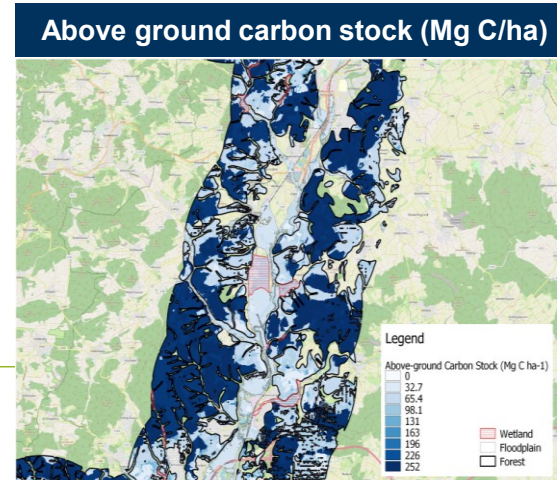 Above ground carbon stock (Mg C/ha)
Legend
Above-ground Carbon Stock (Mg C ha-1)
0
32.7
65.4
98.1
131
163
196
226
252
Wetland
Floodplain
Forest